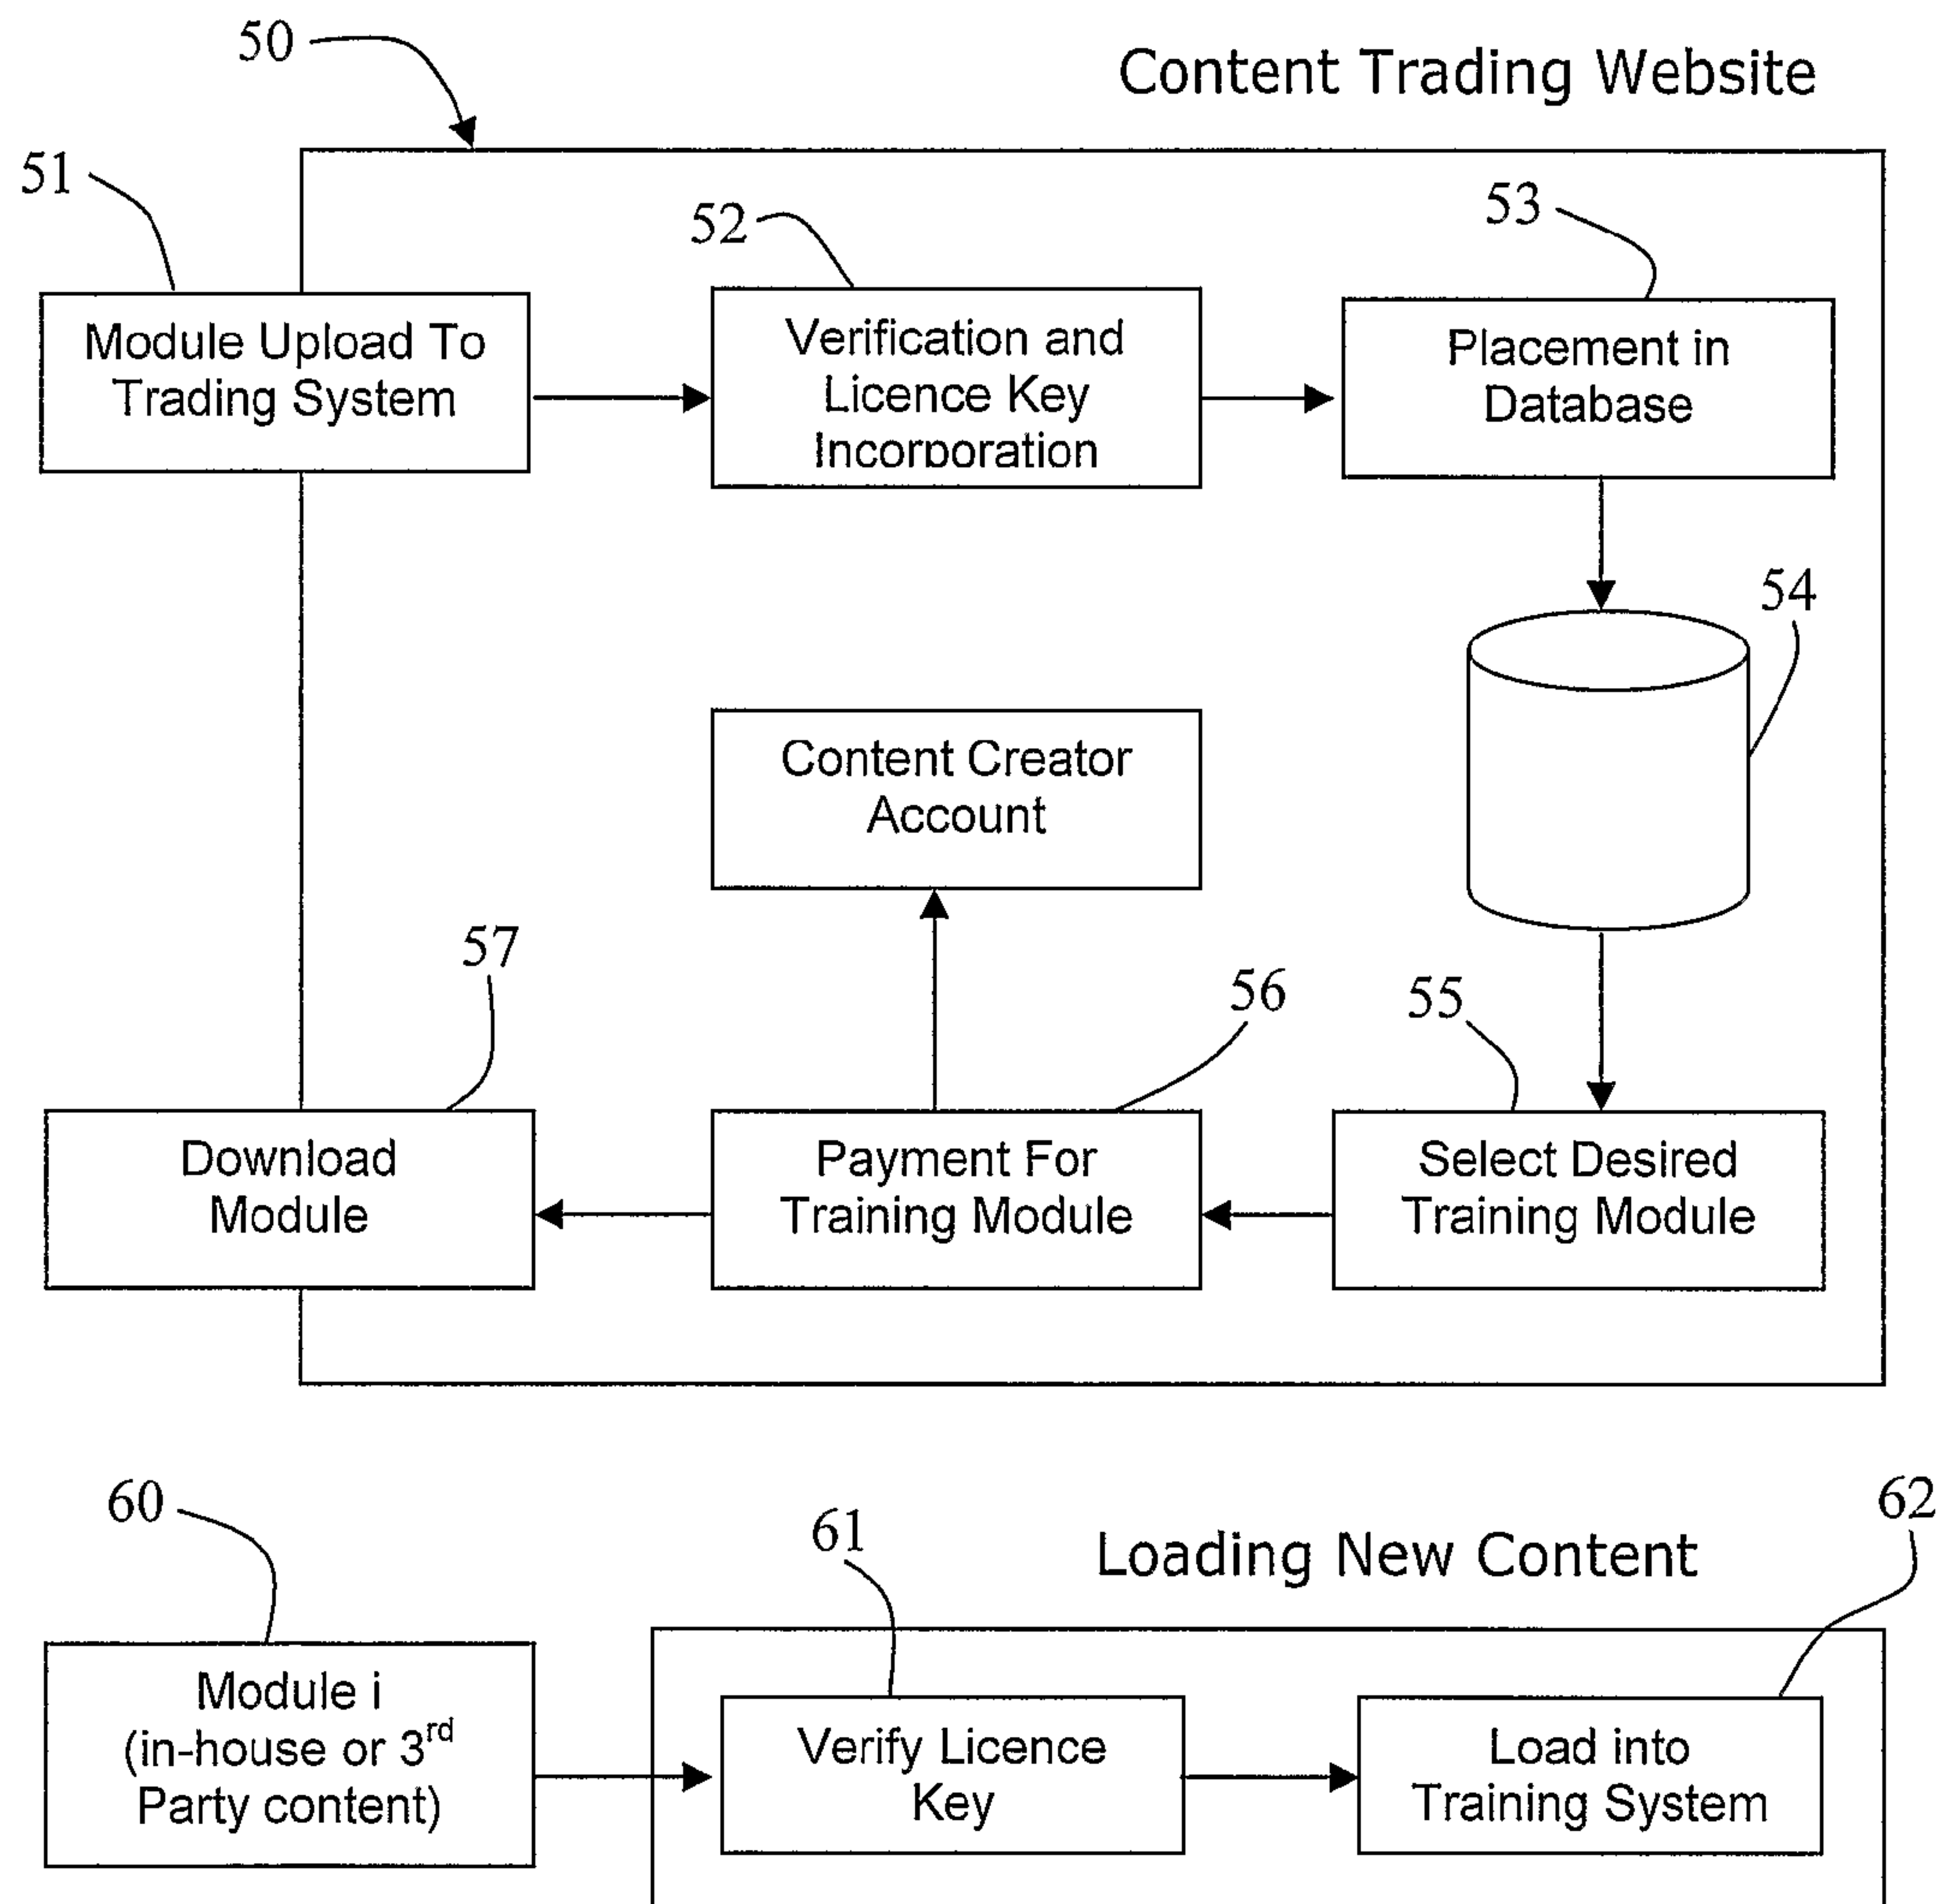 50
Content Trading Website
51
52
53
Module Upload To
Trading System
Verification and
Licence Key
Incorporation
Placement in
Database
54
Content Creator
Account
57
56
55
Download
Module
Payment For
Training Module
Select Desired
Training Module
60
61
62
Loading New Content
Module i
(in-house or 3rd
Party content)
Verify Licence
Key
Load into
Training System